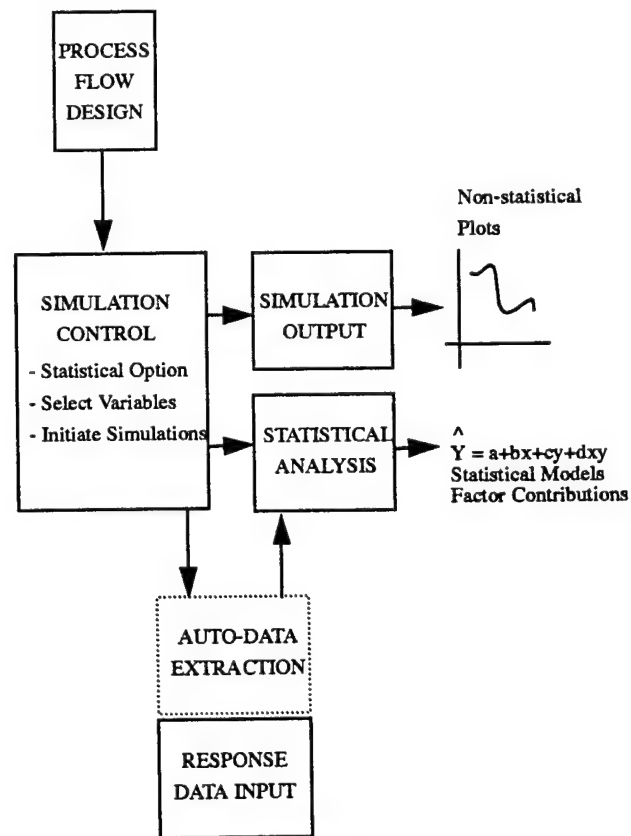 PROCESS
FLOW
DESIGN
Non-statistical
Plots
SIMULATION
CONTROL
- Statistical Option
- Select Variables
- Initiate Simulations
SIMULATION
OUTPUT
STATISTICAL
ANALYSIS
^
Y = a+bx+cy+dxy
Statistical Models
Factor Contributions
AUTO-DATA
EXTRACTION
RESPONSE
DATA INPUT